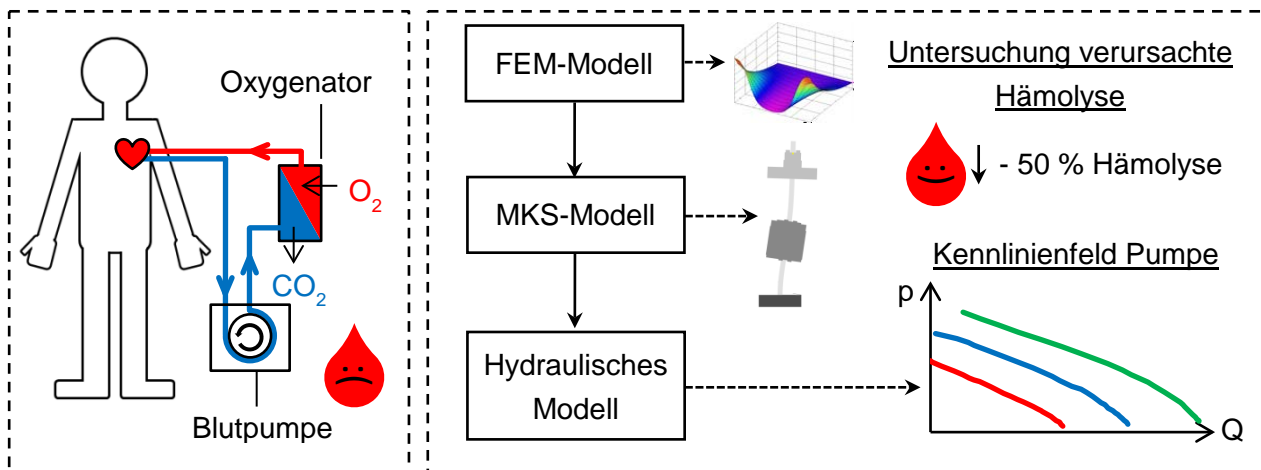 Oxygenator
O2
CO2
Blutpumpe
FEM-Modell
MKS-Modell
Hydraulisches
Modell
Untersuchung verursachte
Hämolyse
- 50 % Hämolyse
Kennlinienfeld Pumpe
p
Q